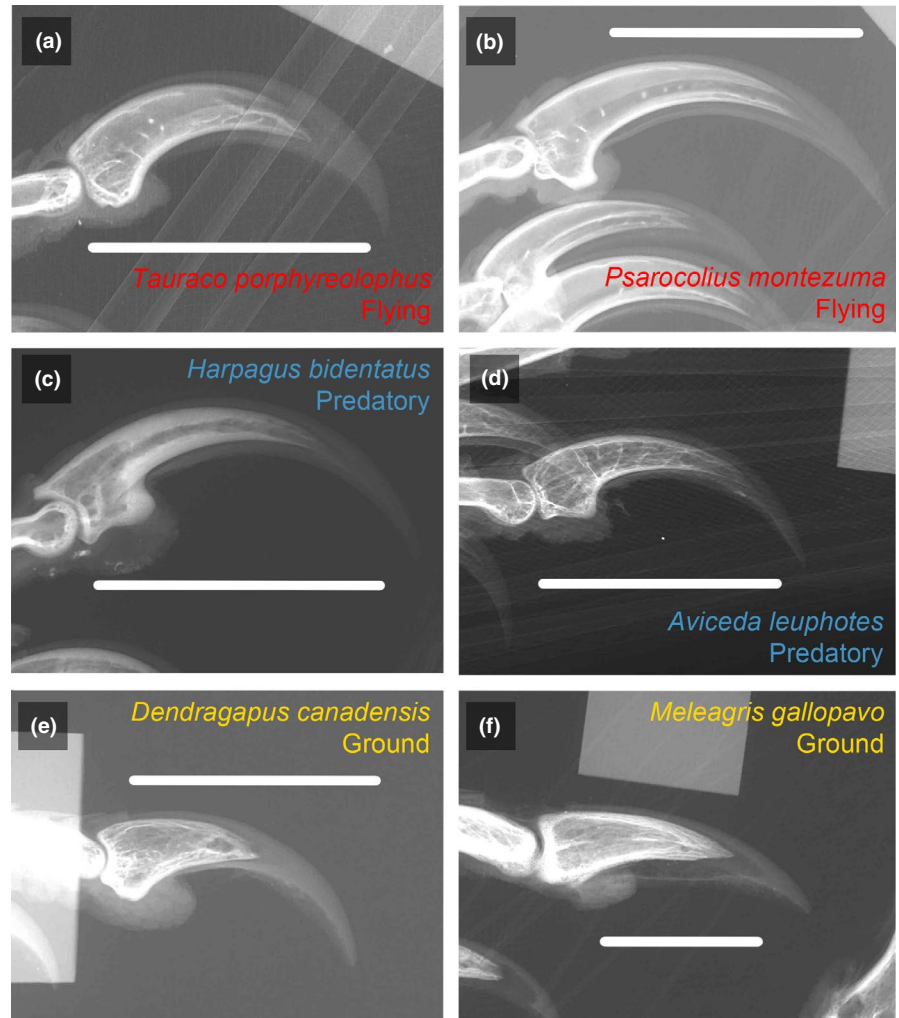 (a)
Tauraco porphyreolophus
Flying
(b)
Psarocolius montezuma
Flying
(c)
Harpagus bidentatus
Predatory
(d)
Aviceda leuphotes
Predatory
(e)
Dendragapus canadensis
Ground
(f)
Meleagris gallopavo
Ground